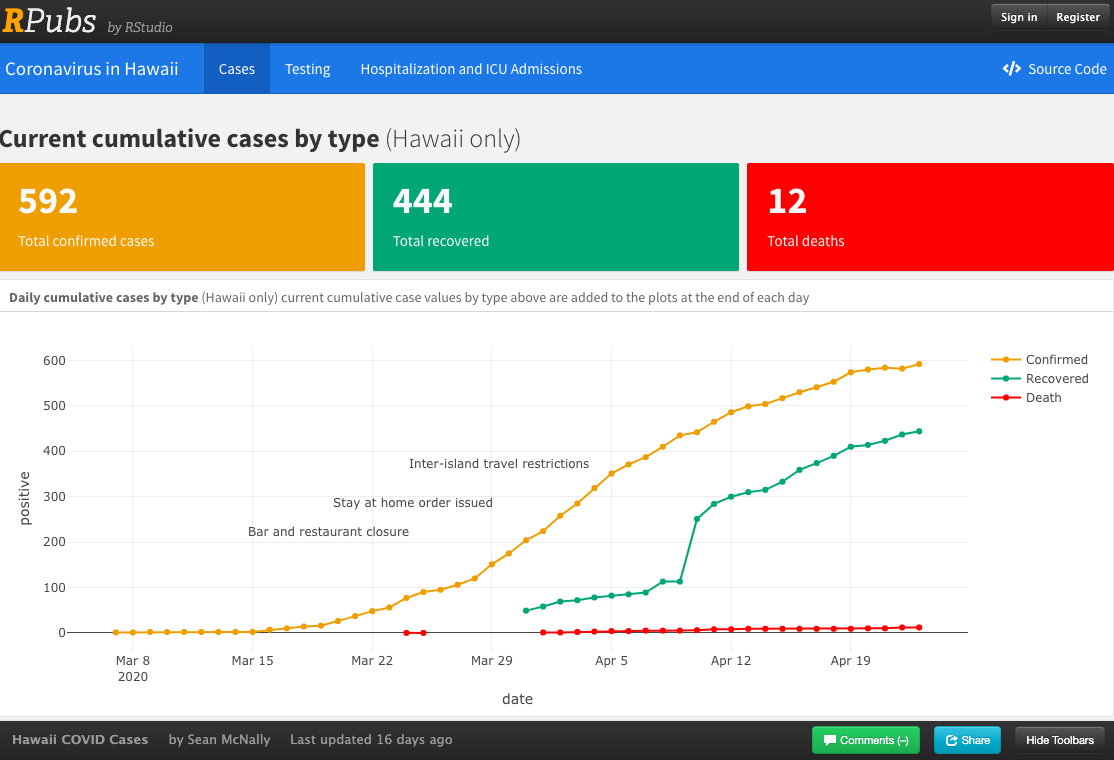 RPubs by RStudio
Sign in Register
Coronavirus in Hawaii Cases Testing Hospitalization and ICU Admissions </> Source Code
Current cumulative cases by type (Hawaii only)
592
Total confirmed cases
444
Total recovered
12
Total deaths
Daily cumulative cases by type (Hawaii only) current cumulative case values by type above are added to the plots at the end of each day
positive
600
500
400
300
200
100
0
Inter-island travel restrictions
Stay at home order issued
Bar and restaurant closure
Confirmed
Recovered
Death
Mar 8 Mar 15 Mar 22 Mar 29 Apr 5 Apr 12 Apr 19
2020
date
Hawaii COVID Cases by Sean McNally Last updated 16 days ago Comments (–) Share Hide Toolbars